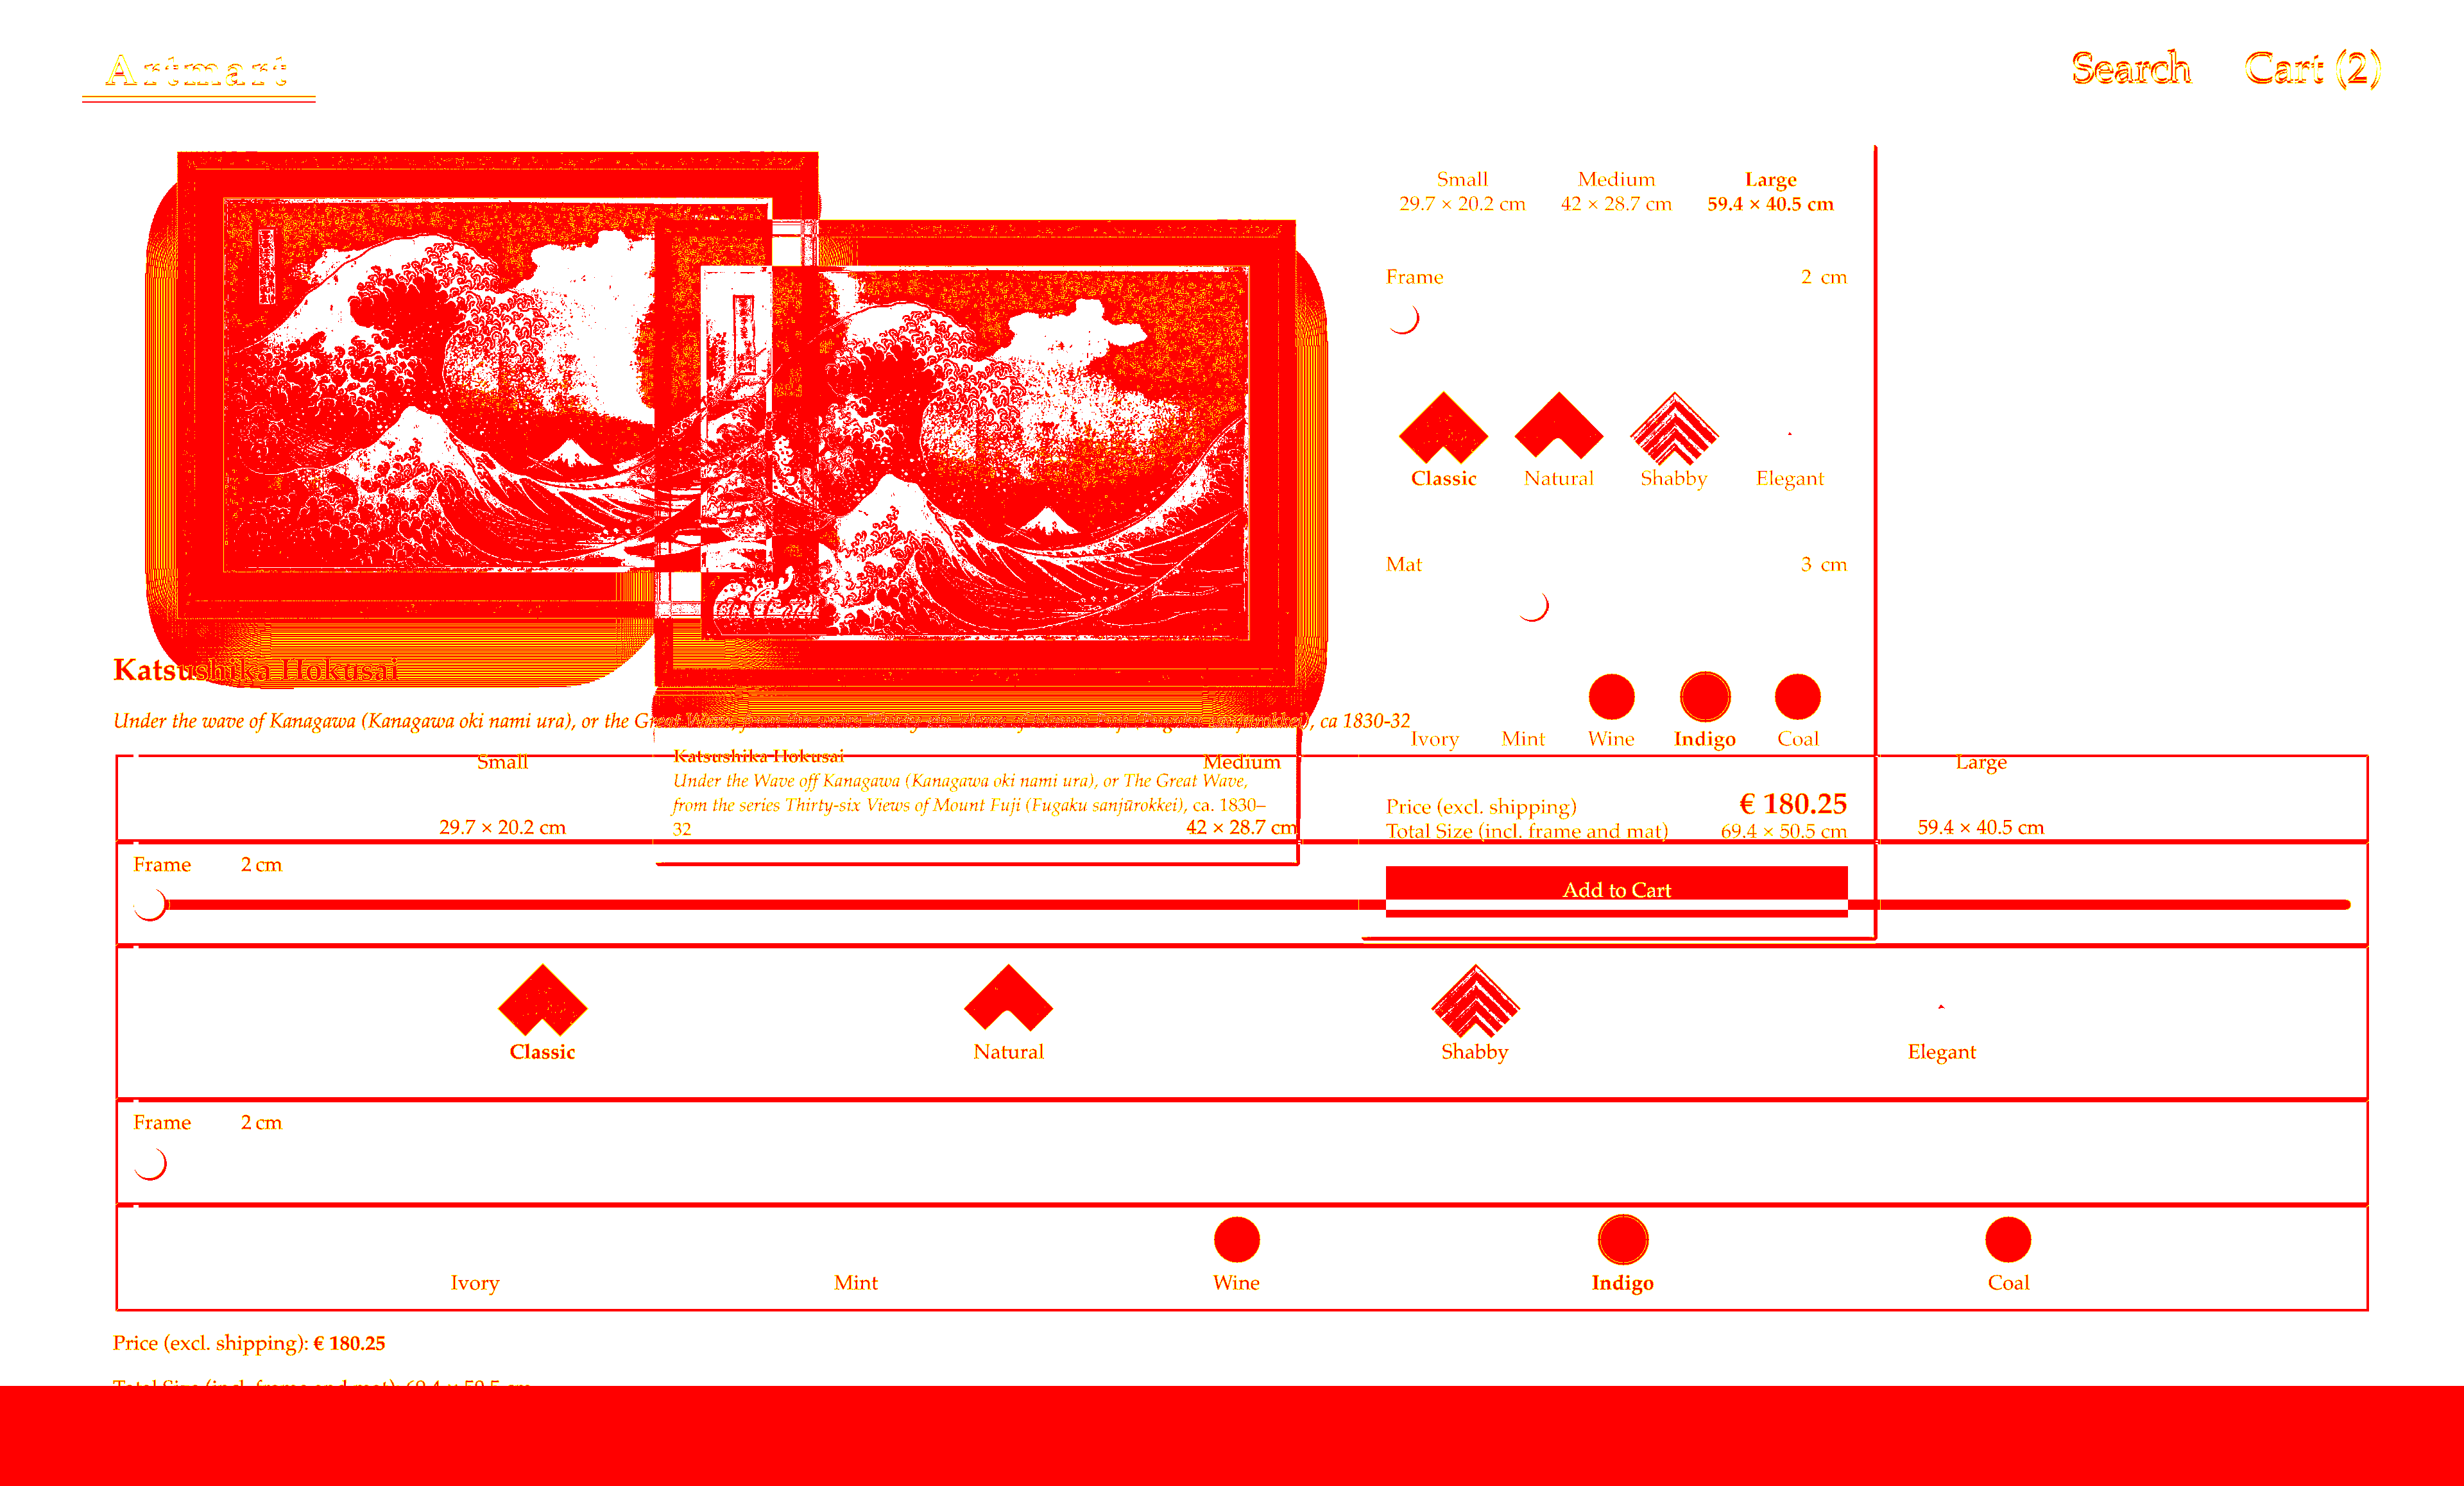 Artmart
Search Cart (2)
Small Medium Large
29.7 × 20.2 cm 42 × 28.7 cm 59.4 × 40.5 cm
Frame 2 cm
Classic Natural Shabby Elegant
Mat 3 cm
Ivory Mint Wine Indigo Coal
Price (excl. shipping) € 180.25
Total Size (incl. frame and mat) 69.4 × 50.5 cm
Add to Cart
Katsushika Hokusai
Under the wave of Kanagawa (Kanagawa oki nami ura), or the Great Wave, ca 1830-32
Katsushika Hokusai
Under the Wave off Kanagawa (Kanagawa oki nami ura), or The Great Wave,
from the series Thirty-six Views of Mount Fuji (Fugaku sanjūrokkei), ca. 1830–
32
Small Medium Large
29.7 × 20.2 cm 42 × 28.7 cm 59.4 × 40.5 cm
Frame 2 cm
Classic Natural Shabby Elegant
Frame 2 cm
Ivory Mint Wine Indigo Coal
Price (excl. shipping): € 180.25